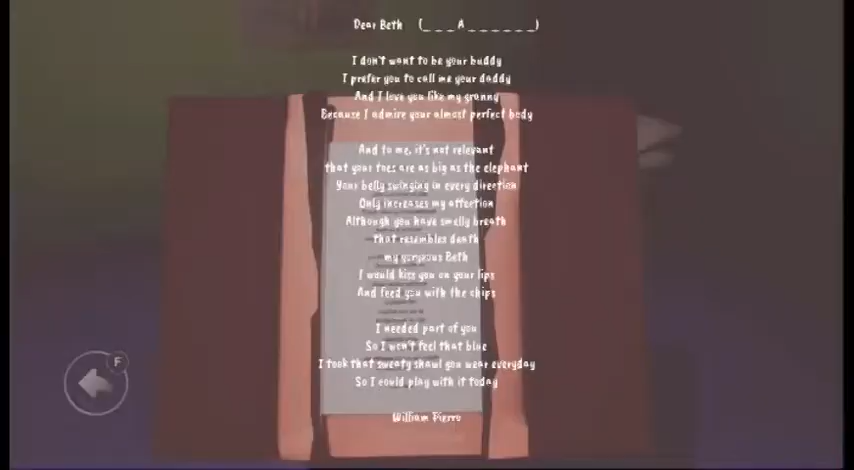 Dear Beth (_ _ _ _ A _ _ _ _ _ _ _)
I don't want to be your buddy
I prefer you to call me your daddy
And I love you like my granny
Because I admire your almost perfect body
And to me, it's not relevant
that your toes are as big as the elephant
Your belly swinging in every direction
Only increases my affection
Although you have smelly breath
that resembles death
my gorgeous Beth
I would kiss you on your lips
And feed you with the chips
I needed part of you
So I won't feel that blue
I took that sweaty shawl you wear everyday
So I could play with it today
William Pierro
F